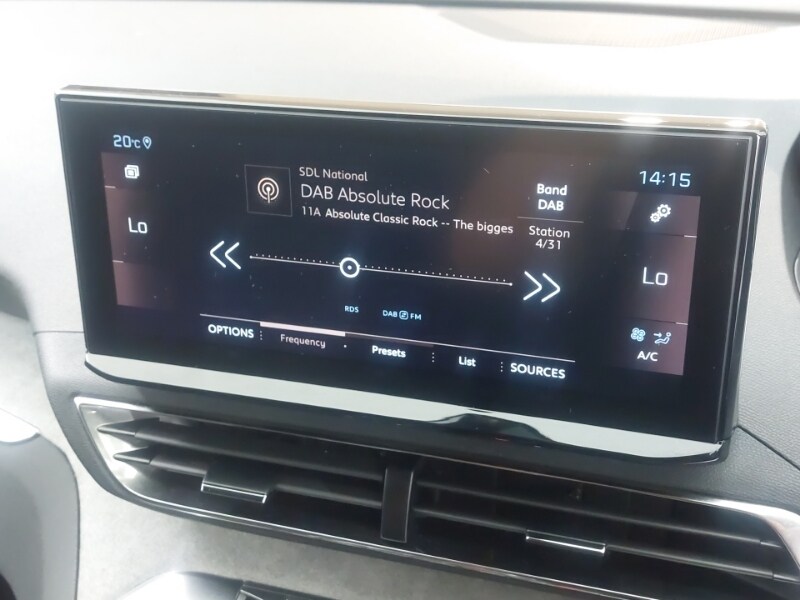 20°C
14:15
SDL National
DAB Absolute Rock
11A Absolute Classic Rock -- The bigges
Band
DAB
Station
4/31
Lo
Lo
RDS
DAB FM
A/C
OPTIONS
Frequency
Presets
List
SOURCES